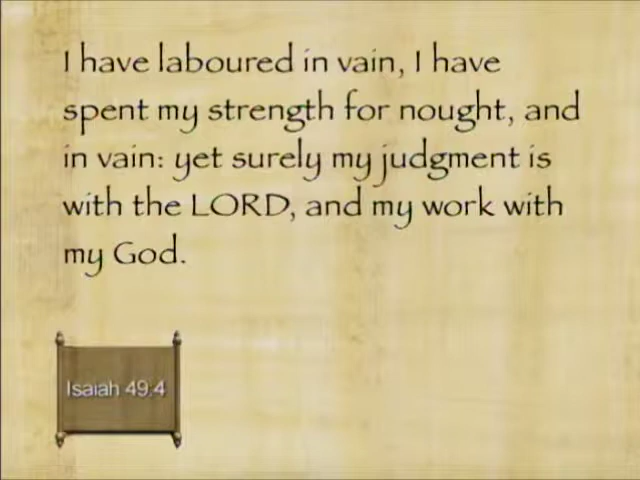 I have laboured in vain, I have
spent my strength for nought, and
in vain: yet surely my judgment is
with the LORD, and my work with
my God.
Isaiah 49:4